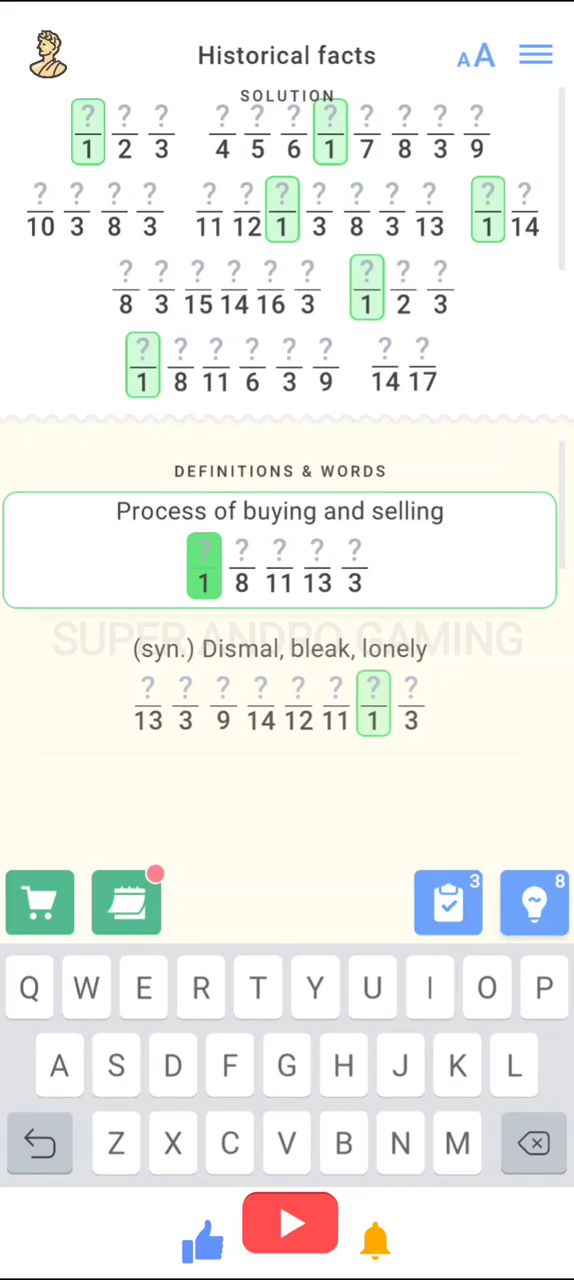 Historical facts
AA
SOLUTION
? ? ? ? ? ? ? ? ? ? ?
1 2 3 4 5 6 1 7 8 3 9
? ? ? ? ? ? ? ? ? ? ? ? ?
10 3 8 3 11 12 1 3 8 3 13 1 14
? ? ? ? ? ? ? ? ?
8 3 15 14 16 3 1 2 3
? ? ? ? ? ? ? ?
1 8 11 6 3 9 14 17
DEFINITIONS & WORDS
Process of buying and selling
? ? ? ? ?
1 8 11 13 3
SUPER ANDRO GAMING
(syn.) Dismal, bleak, lonely
? ? ? ? ? ? ? ?
13 3 9 14 12 11 1 3
3 8
Q W E R T Y U I O P
A S D F G H J K L
Z X C V B N M